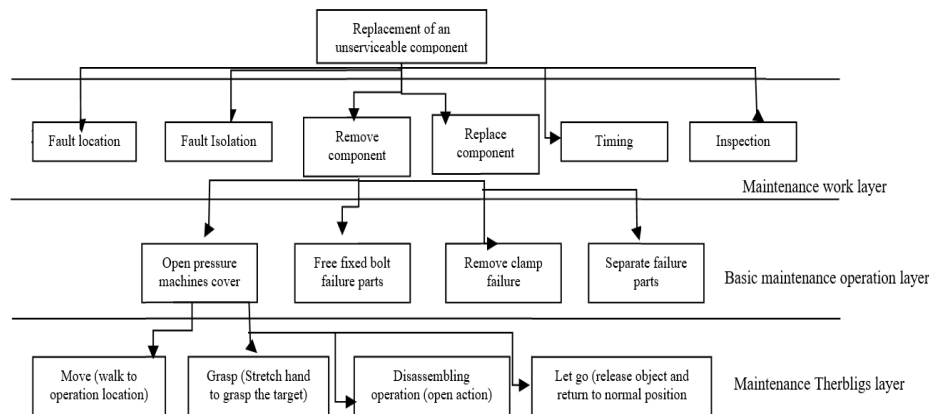 Replacement of an
unserviceable component
Fault location
Fault Isolation
Remove
component
Replace
component
Timing
Inspection
Maintenance work layer
Open pressure
machines cover
Free fixed bolt
failure parts
Remove clamp
failure
Separate failure
parts
Basic maintenance operation layer
Move (walk to
operation location)
Grasp (Stretch hand
to grasp the target)
Disassembling
operation (open action)
Let go (release object and
return to normal position
Maintenance Therbligs layer